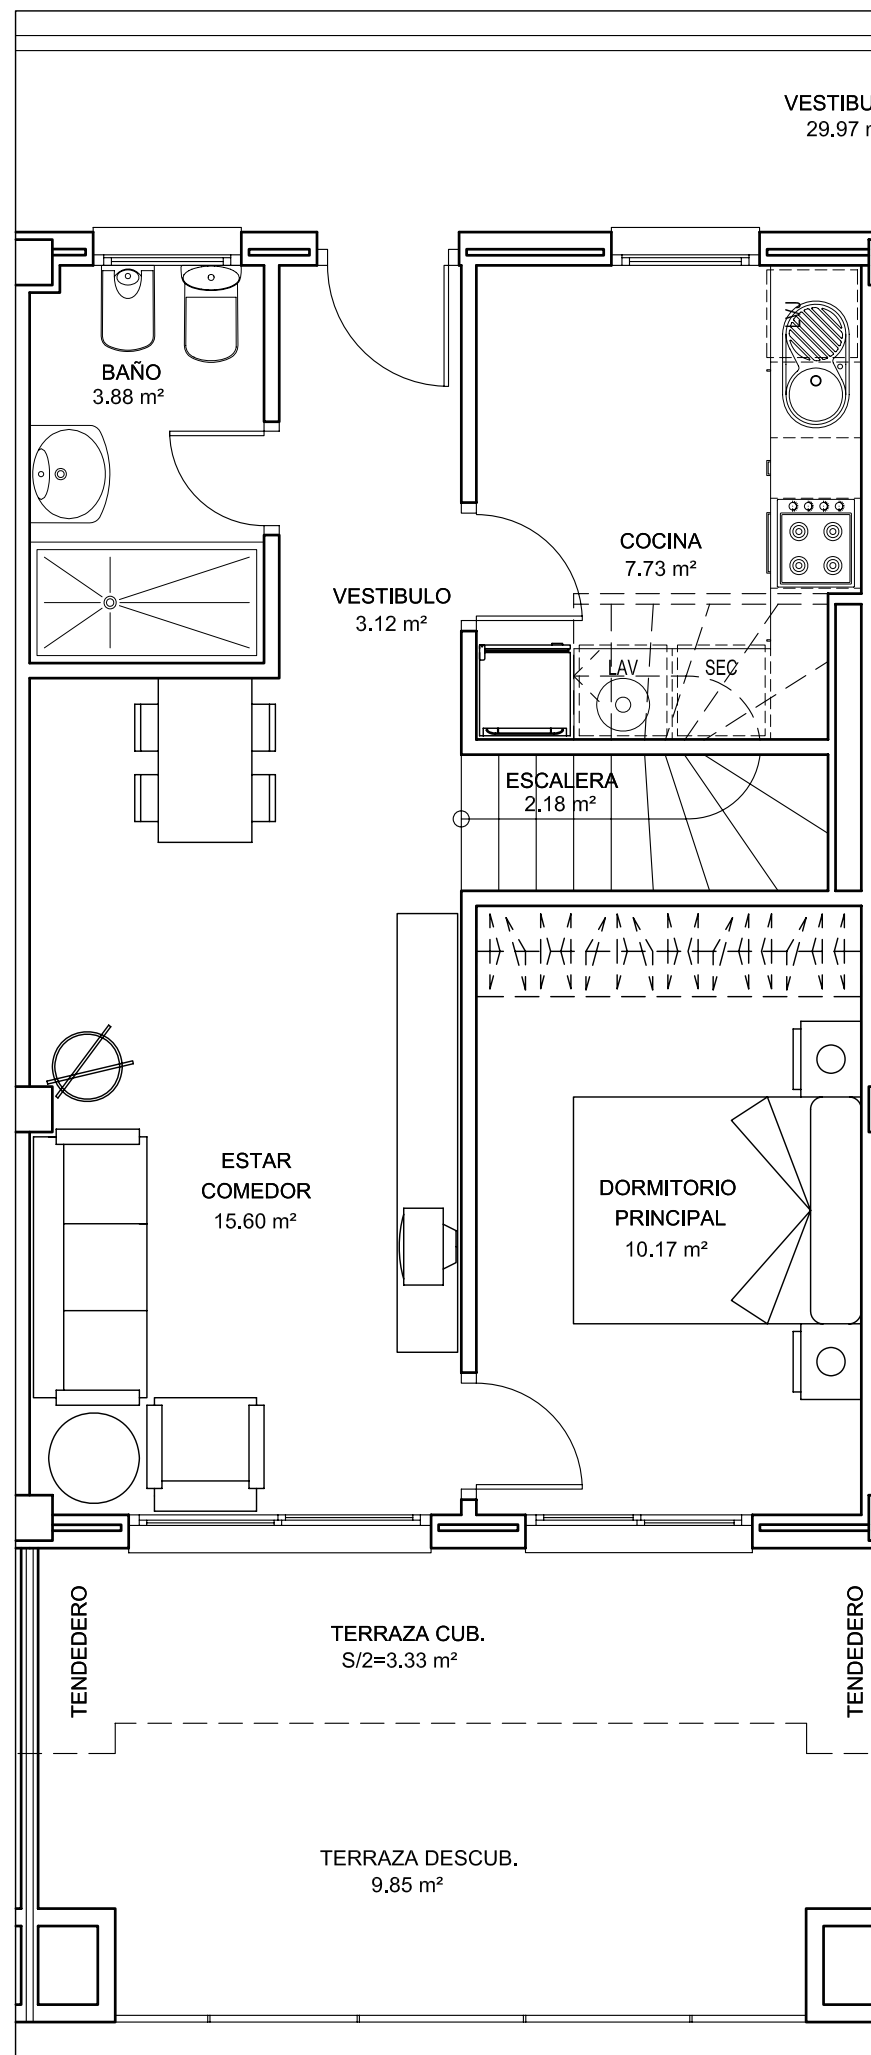 VESTIBU
29.97
BAÑO
3.88 m²
LVJ
COCINA
7.73 m²
VESTIBULO
3.12 m²
LAV
SEC
ESCALERA
2.18 m²
ESTAR
COMEDOR
15.60 m²
DORMITORIO
PRINCIPAL
10.17 m²
TENDEDERO
TERRAZA CUB.
S/2=3.33 m²
TENDEDERO
TERRAZA DESCUB.
9.85 m²